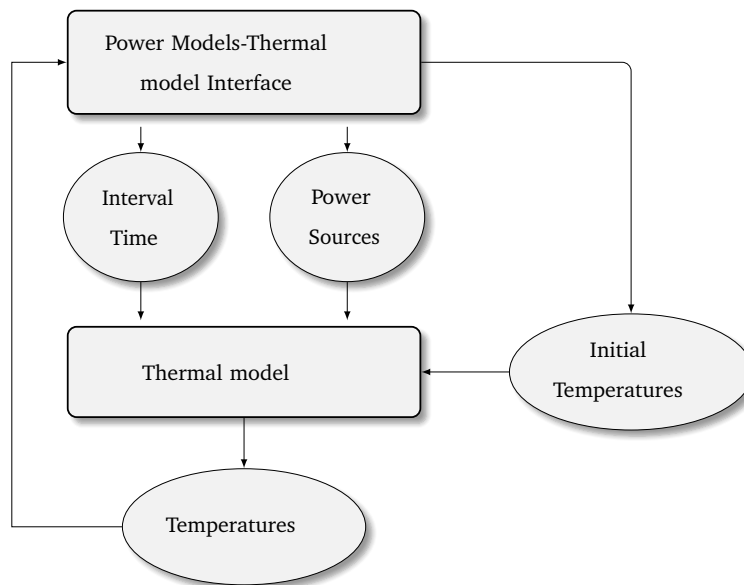 Power Models-Thermal
model Interface
Interval
Time
Power
Sources
Thermal model
Initial
Temperatures
Temperatures